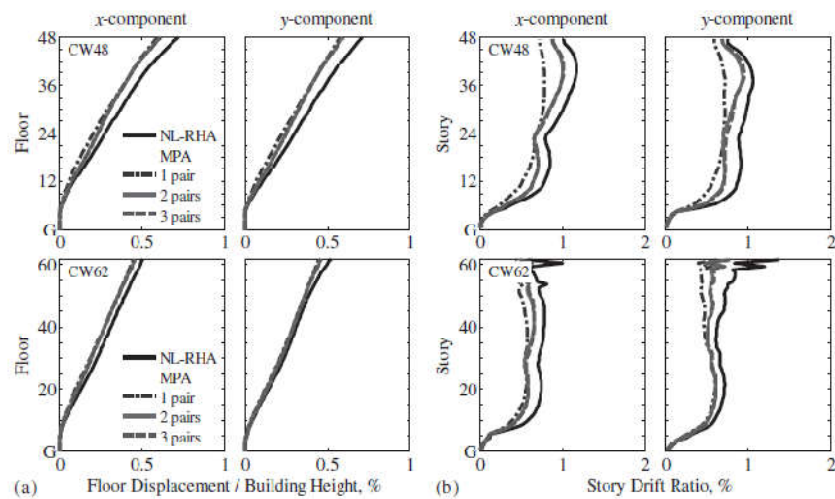 x-component
y-component
x-component
y-component
48
36
24
12
G
Floor
CW48
NL-RHA
MPA
1 pair
2 pairs
3 pairs
0 0.5 1
0 0.5 1
48
36
24
12
G
Story
CW48
0 1 2
0 1 2
60
40
20
G
Floor
CW62
NL-RHA
MPA
1 pair
2 pairs
3 pairs
0 0.5 1
0 0.5 1
60
40
20
G
Story
CW62
0 1 2
0 1 2
(a) Floor Displacement / Building Height, %
(b) Story Drift Ratio, %